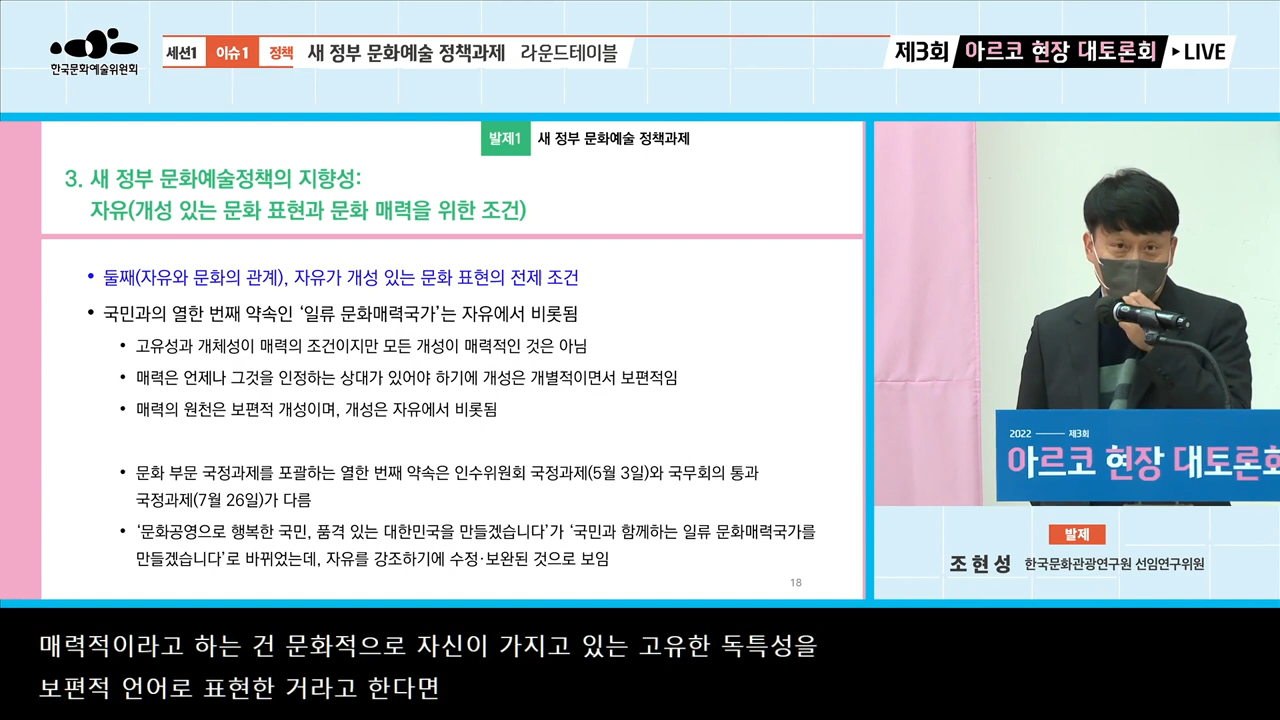 한국문화예술위원회
세션1 이슈1 정책 새 정부 문화예술 정책과제 라운드테이블
제3회 아르코 현장 대토론회 LIVE
발제1 새 정부 문화예술 정책과제
3. 새 정부 문화예술정책의 지향성:
자유(개성 있는 문화 표현과 문화 매력을 위한 조건)
• 둘째(자유와 문화의 관계), 자유가 개성 있는 문화 표현의 전제 조건
• 국민과의 열한 번째 약속인 ‘일류 문화매력국가’는 자유에서 비롯됨
• 고유성과 개체성이 매력의 조건이지만 모든 개성이 매력적인 것은 아님
• 매력은 언제나 그것을 인정하는 상대가 있어야 하기에 개성은 개별적이면서 보편적임
• 매력의 원천은 보편적 개성이며, 개성은 자유에서 비롯됨
• 문화 부문 국정과제를 포괄하는 열한 번째 약속은 인수위원회 국정과제(5월 3일)와 국무회의 통과
국정과제(7월 26일)가 다름
• ‘문화공영으로 행복한 국민, 품격 있는 대한민국을 만들겠습니다’가 ‘국민과 함께하는 일류 문화매력국가를
만들겠습니다’로 바뀌었는데, 자유를 강조하기에 수정·보완된 것으로 보임
18
2022 제3회
아르코 현장 대토론회
발제
조현성 한국문화관광연구원 선임연구위원
매력적이라고 하는 건 문화적으로 자신이 가지고 있는 고유한 독특성을
보편적 언어로 표현한 거라고 한다면